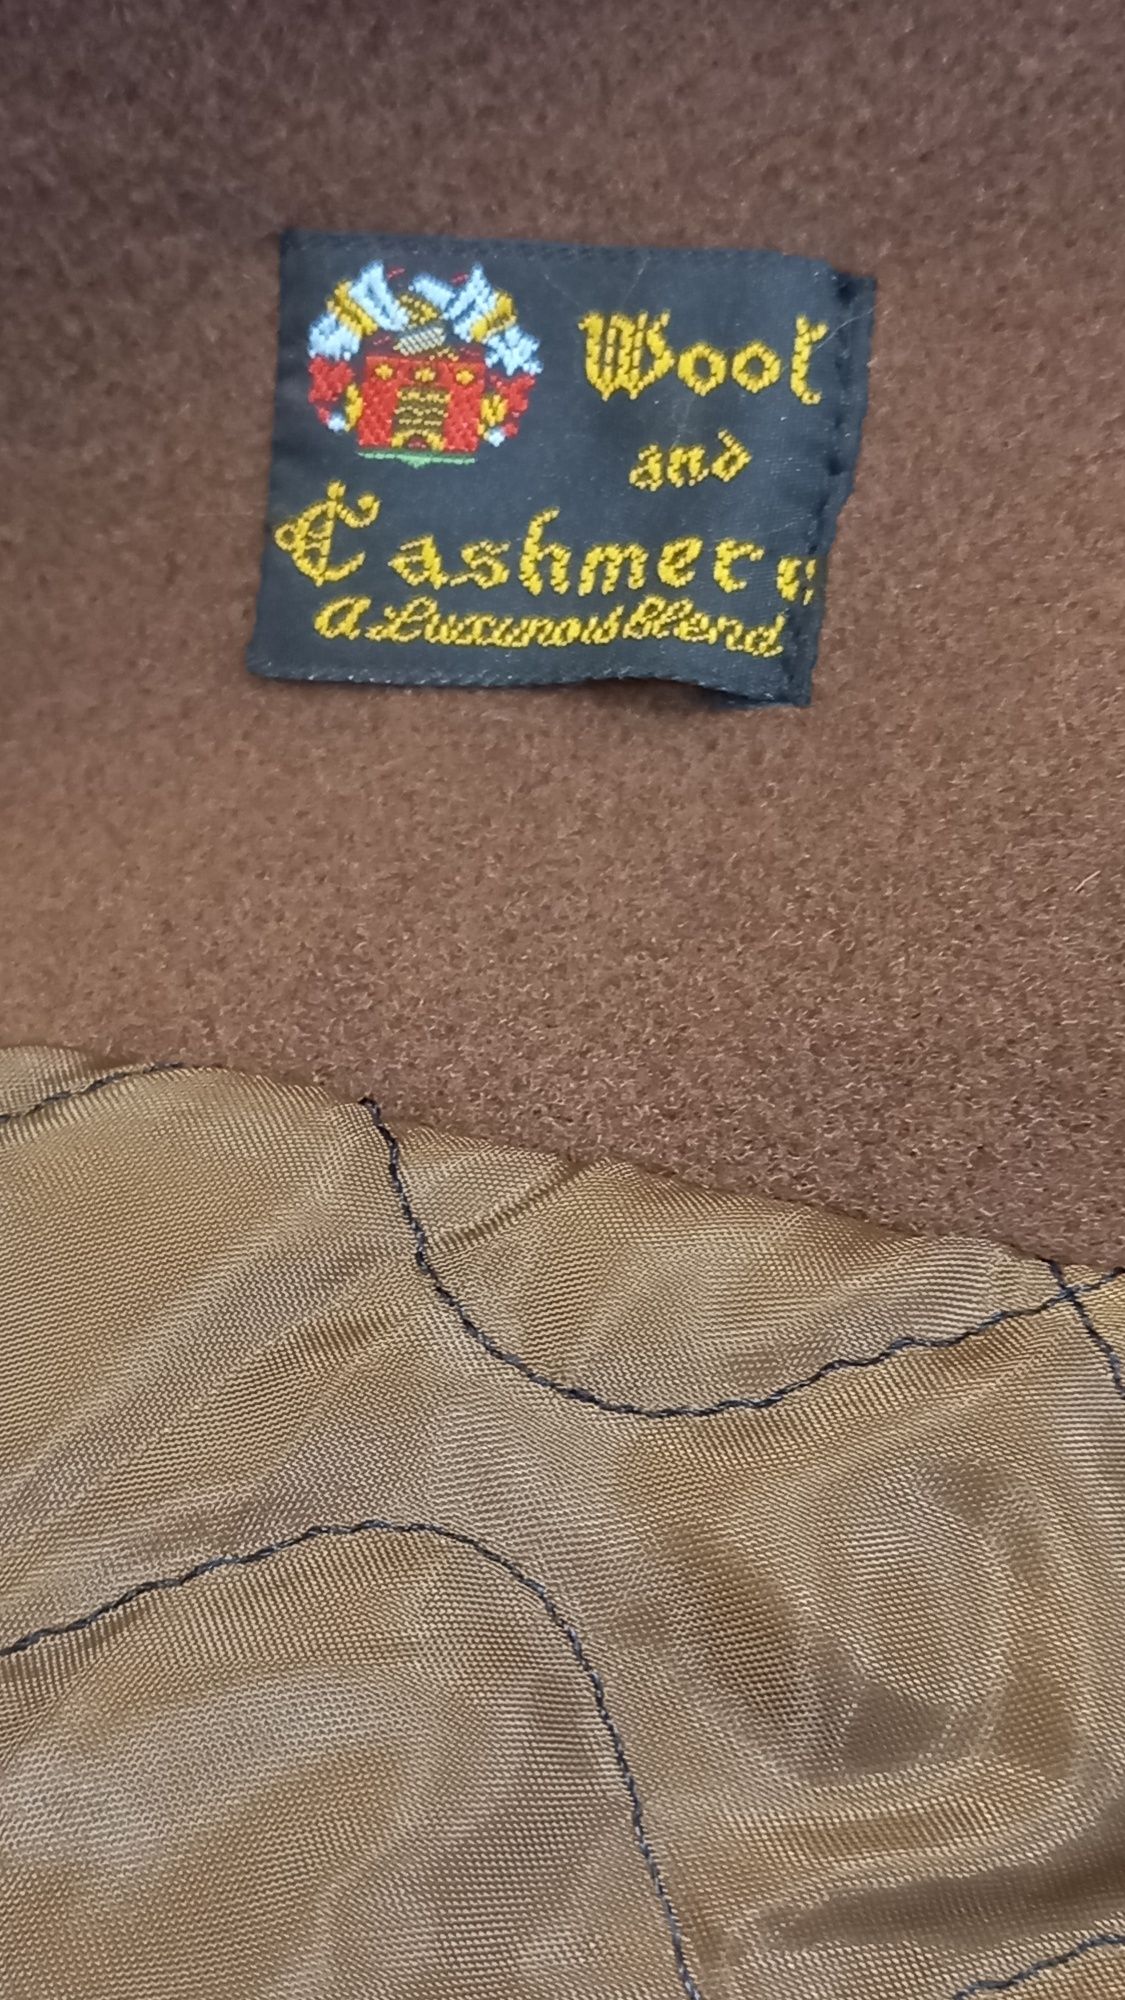 Wool
and
Cashmere
A Luxurious Blend